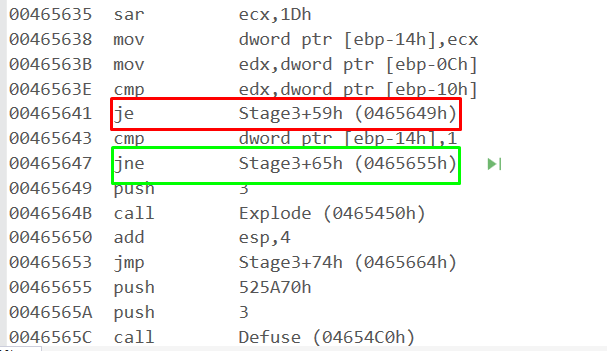 00465635 sar ecx,1Dh
00465638 mov dword ptr [ebp-14h],ecx
0046563B mov edx,dword ptr [ebp-0Ch]
0046563E cmp edx,dword ptr [ebp-10h]
00465641 je Stage3+59h (0465649h)
00465643 cmp dword ptr [ebp-14h],1
00465647 jne Stage3+65h (0465655h)
00465649 push 3
0046564B call Explode (0465450h)
00465650 add esp,4
00465653 jmp Stage3+74h (0465664h)
00465655 push 525A70h
0046565A push 3
0046565C call Defuse (04654C0h)